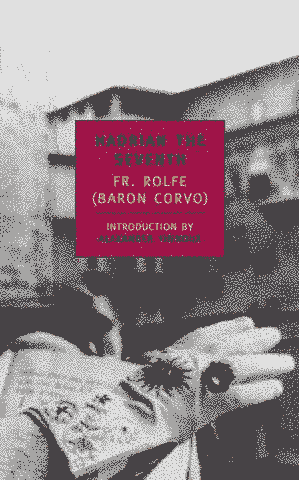 HADRIAN THE
SEVENTH
FR. ROLFE
(BARON CORVO)
INTRODUCTION BY